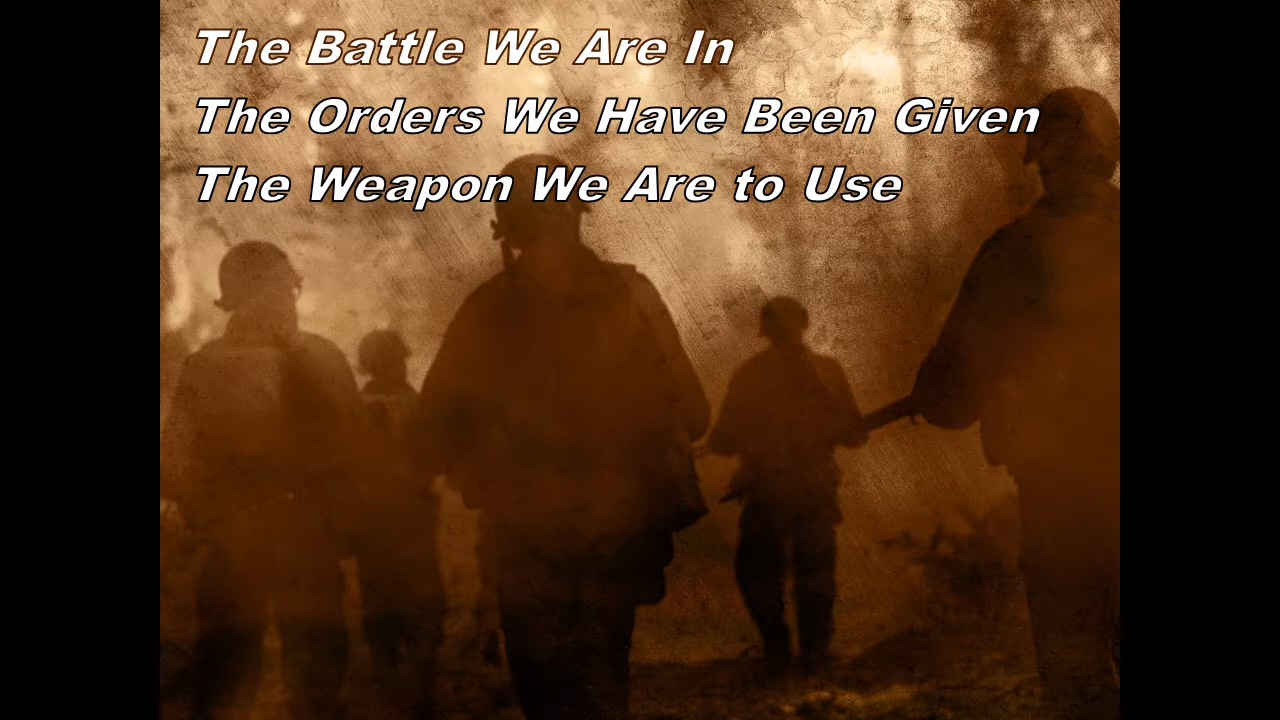 The Battle We Are In
The Orders We Have Been Given
The Weapon We Are to Use